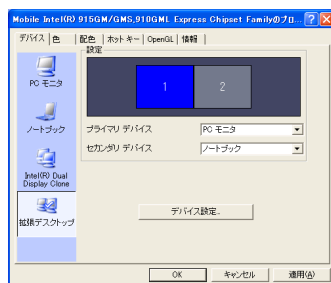 Mobile Intel(R) 915GM/GMS,910GML Express Chipset Familyのプロ...
デバイス
色
配色
ホット キー
OpenGL
情報
設定
PC モニタ
1
2
ノートブック
プライマリ デバイス
PC モニタ
セカンダリ デバイス
ノートブック
Intel(R) Dual
Display Clone
拡張デスクトップ
デバイス設定...
OK
キャンセル
適用(A)